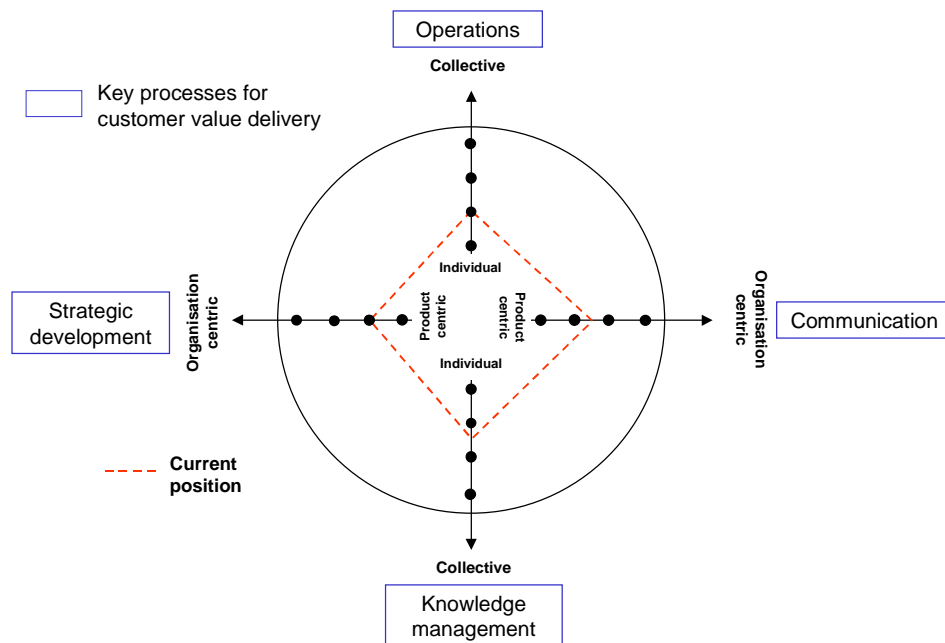 Operations
Collective
Key processes for
customer value delivery
Individual
Strategic
development
Organisation
centric
Product
centric
Product
centric
Organisation
centric
Communication
Individual
Current
position
Collective
Knowledge
management